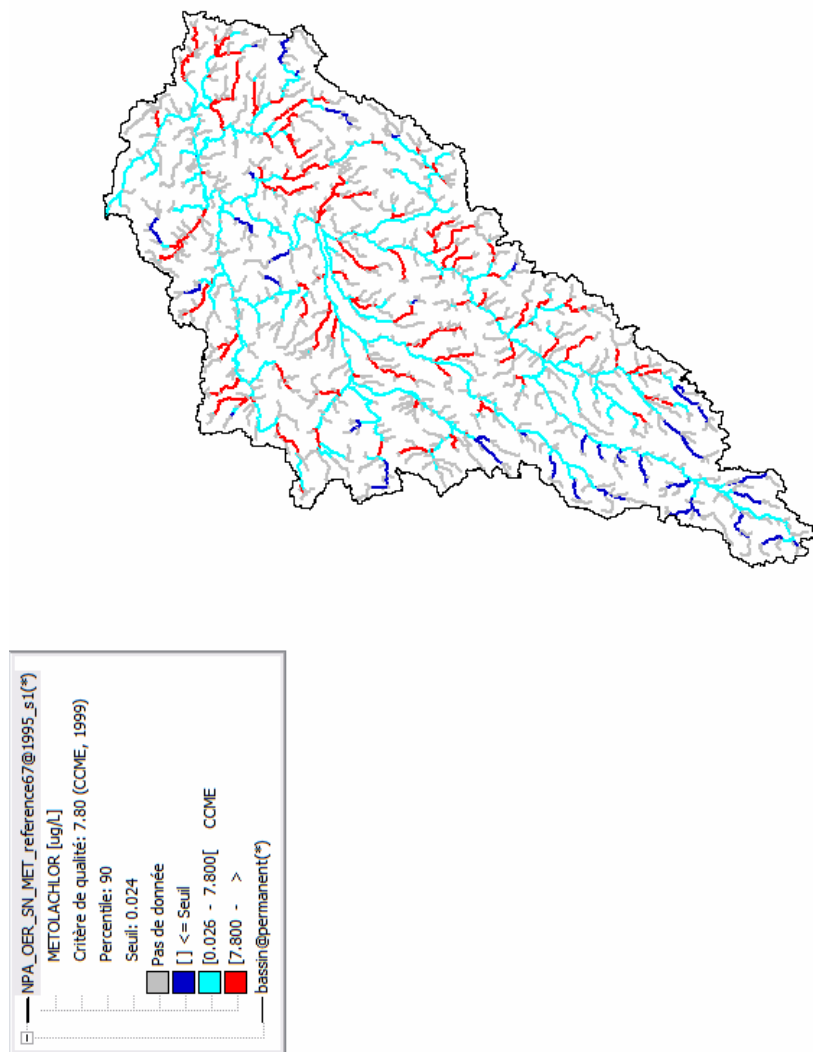 NPA_OER_SN_MET_reference67@1995_s1(*)
METOLACHLOR [ug/L]
Critère de qualité: 7.80 (CCME, 1999)
Percentile: 90
Seuil: 0.024
Pas de donnée
[ ] <= Seuil
[0.026 - 7.800[ CCME
[7.800 - >
bassin@permanent(*)